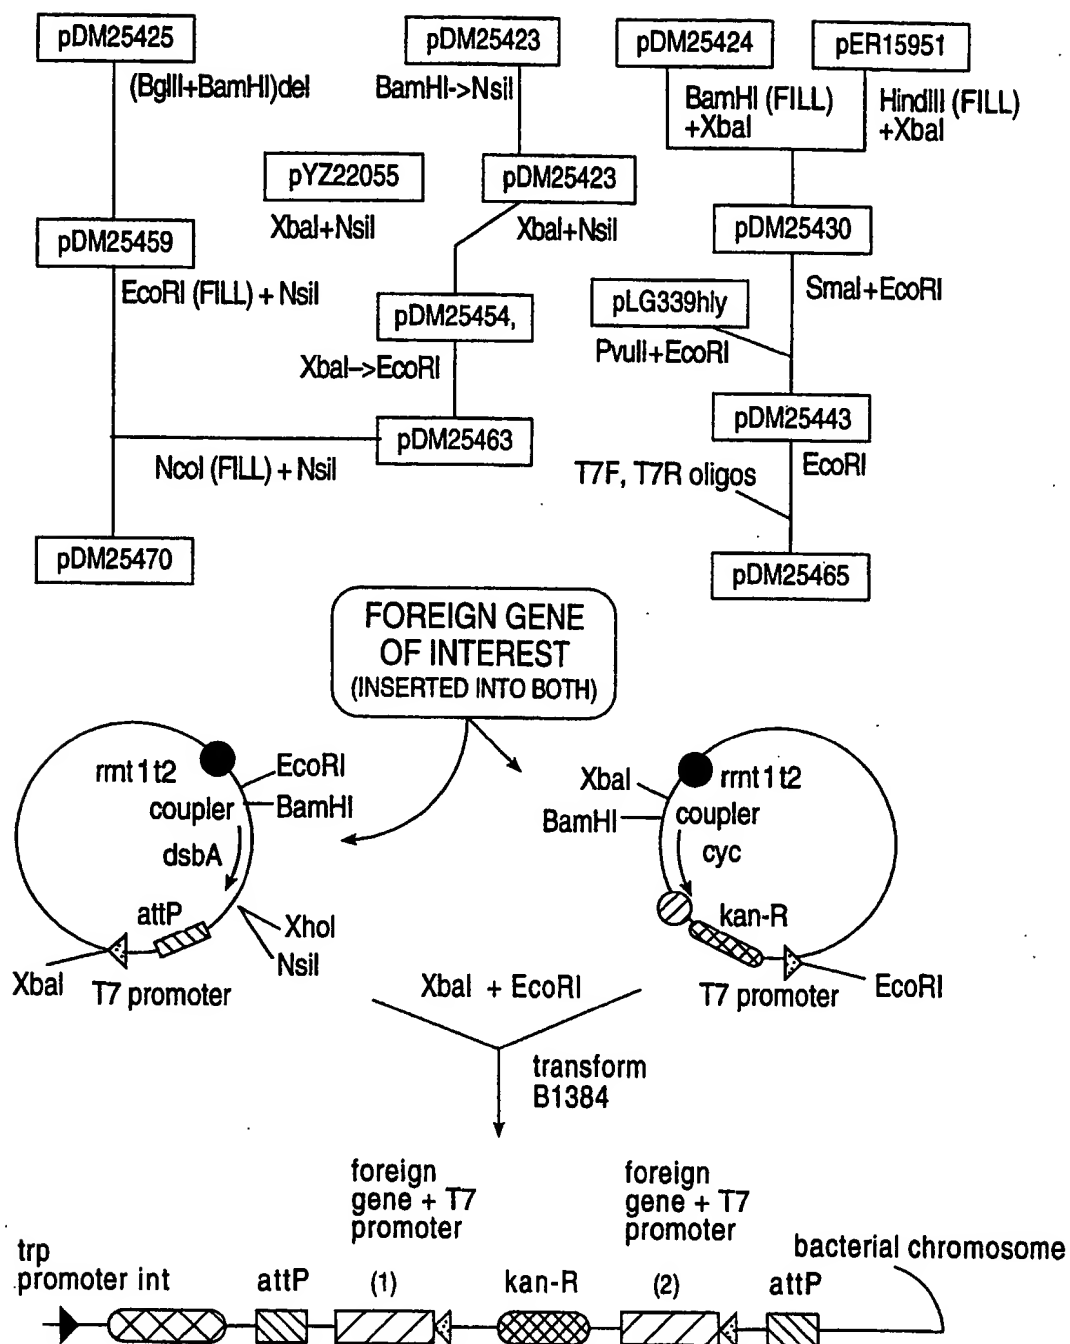 pDM25425
pDM25423
pDM25424
pER15951
(BglII+BamHI)del
BamHI->NsiI
BamHI (FILL)
+XbaI
HindIII (FILL)
+XbaI
pYZ22055
pDM25423
XbaI+NsiI
XbaI+NsiI
pDM25459
pDM25430
EcoRI (FILL) + NsiI
SmaI+EcoRI
pLG339hly
pDM25454,
PvuII+EcoRI
XbaI->EcoRI
pDM25463
pDM25443
NcoI (FILL) + NsiI
EcoRI
T7F, T7R oligos
pDM25470
pDM25465
FOREIGN GENE
OF INTEREST
(INSERTED INTO BOTH)
rrnt1t2
EcoRI
coupler
BamHI
dsbA
attP
XhoI
NsiI
XbaI
T7 promoter
XbaI
rrnt1t2
BamHI
coupler
cyc
kan-R
T7 promoter
EcoRI
XbaI + EcoRI
transform
B1384
foreign
gene + T7
promoter
foreign
gene + T7
promoter
trp
promoter int
attP
(1)
kan-R
(2)
attP
bacterial chromosome